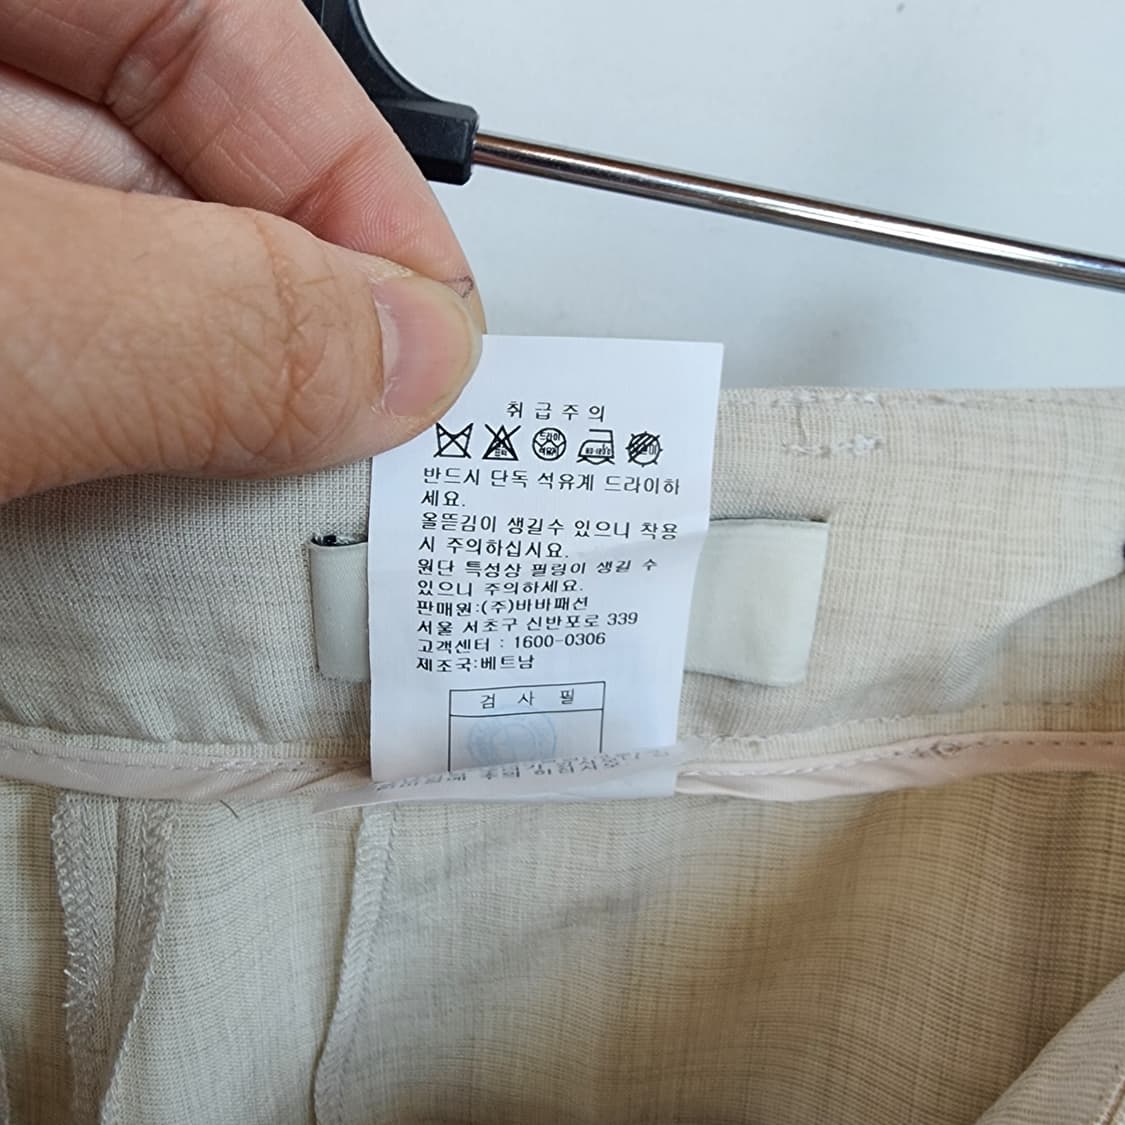 취급주의
드라이
반드시 단독 석유계 드라이하
세요.
올뜯김이 생길수 있으니 착용
시 주의하십시요.
원단 특성상 필링이 생길 수
있으니 주의하세요.
판매원:(주)바바패션
서울 서초구 신반포로 339
고객센터 : 1600-0306
제조국:베트남
검 사 필